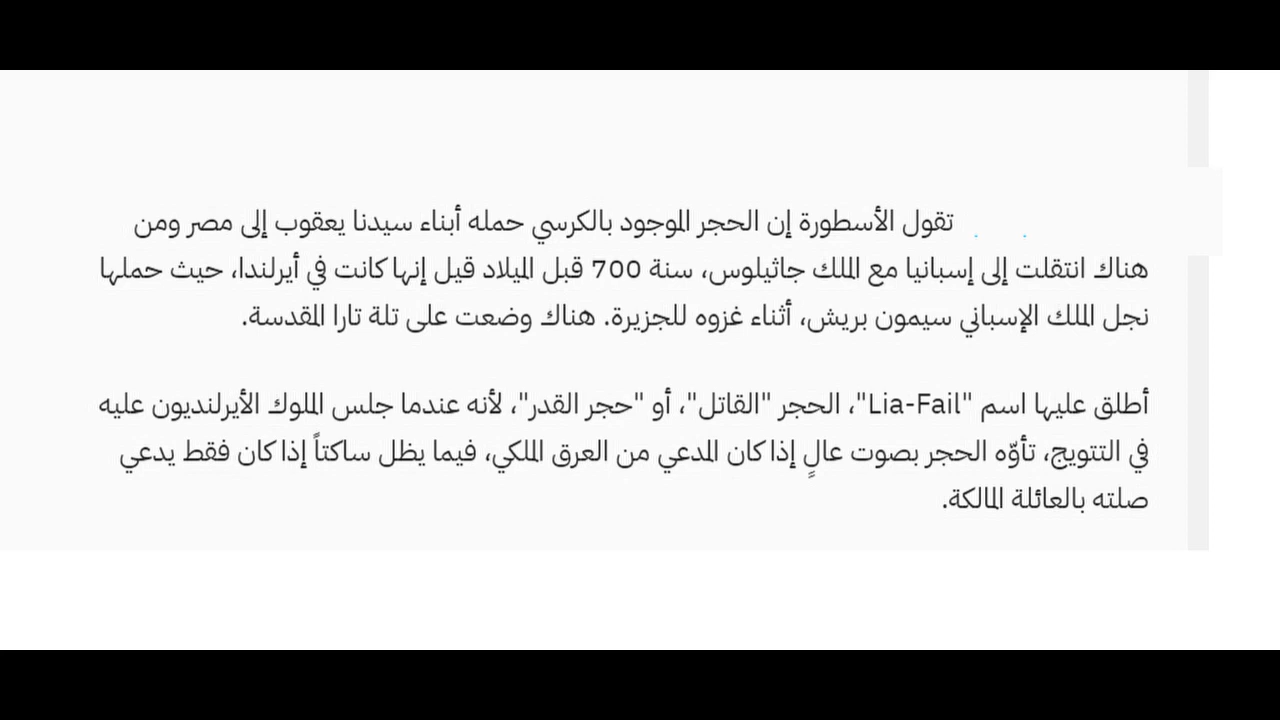 تقول الأسطورة إن الحجر الموجود بالكرسي حمله أبناء سيدنا يعقوب إلى مصر ومن
هناك انتقلت إلى إسبانيا مع الملك جاثيلوس، سنة 700 قبل الميلاد قيل إنها كانت في أيرلندا، حيث حملها
نجل الملك الإسباني سيمون بريش، أثناء غزوه للجزيرة. هناك وضعت على تلة تارا المقدسة.
أطلق عليها اسم "Lia-Fail"، الحجر "القاتل"، أو "حجر القدر"، لأنه عندما جلس الملوك الأيرلنديون عليه
في التتويج، تأوّه الحجر بصوت عالٍ إذا كان المدعي من العرق الملكي، فيما يظل ساكتاً إذا كان فقط يدعي
صلته بالعائلة المالكة.